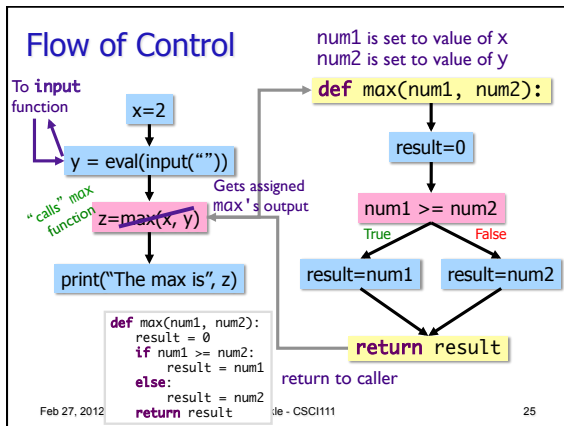 Flow of Control
num1 is set to value of x
num2 is set to value of y
To input
function
x=2
y = eval(input(“”))
“calls” max
function
z=max(x, y)
Gets assigned
max's output
print(“The max is”, z)
def max(num1, num2):
result=0
num1 >= num2
True
False
result=num1
result=num2
return result
return to caller
def max(num1, num2):
    result = 0
    if num1 >= num2:
        result = num1
    else:
        result = num2
    return result
Feb 27, 2012
- CSCI111
25